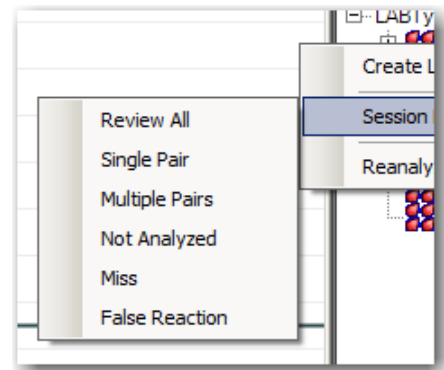 LABTy
Create L
Session
Reanaly
Review All
Single Pair
Multiple Pairs
Not Analyzed
Miss
False Reaction